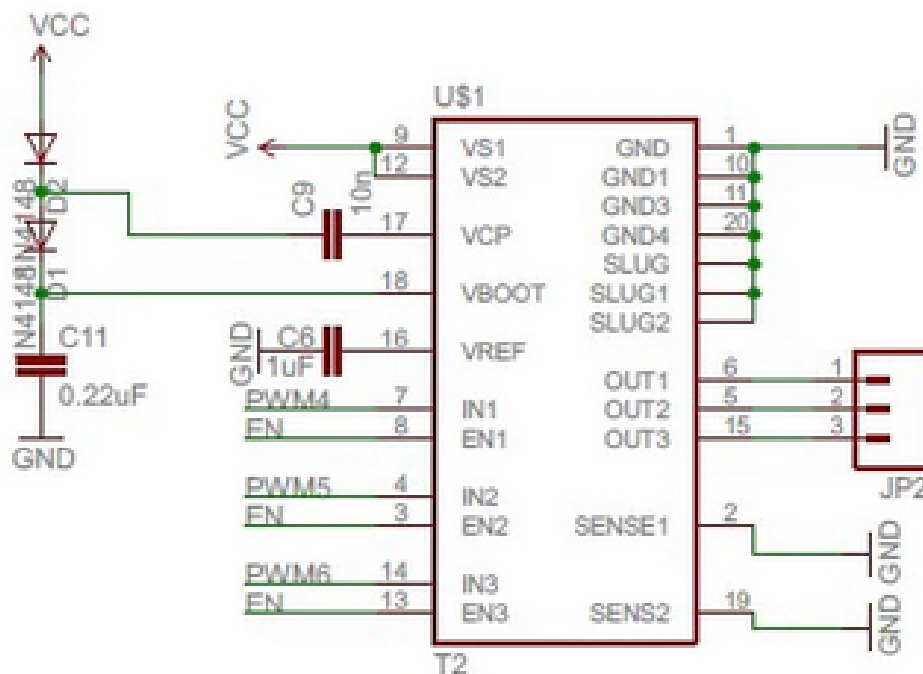 VCC
U$1
VCC
9
VS1
GND
1
GND
12
VS2
GND1
10
N4148
D2
C9
10n
GND3
11
17
VCP
GND4
20
SLUG
N4148
D1
18
VBOOT
SLUG1
SLUG2
C11
0.22uF
GND
GND
C6
1uF
16
VREF
OUT1
6
1
PWM4
7
IN1
OUT2
5
2
EN
8
EN1
OUT3
15
3
JP2
PWM5
4
IN2
EN
3
EN2
SENSE1
2
GND
PWM6
14
IN3
EN
13
EN3
SENS2
19
GND
T2